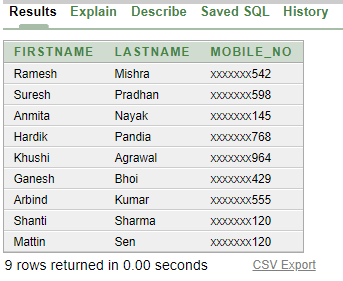 Results Explain Describe Saved SQL History
FIRSTNAME LASTNAME MOBILE_NO
Ramesh Mishra xxxxxxx542
Suresh Pradhan xxxxxxx598
Anmita Nayak xxxxxxx145
Hardik Pandia xxxxxxx768
Khushi Agrawal xxxxxxx964
Ganesh Bhoi xxxxxxx429
Arbind Kumar xxxxxxx555
Shanti Sharma xxxxxxx120
Mattin Sen xxxxxxx120
9 rows returned in 0.00 seconds CSV Export